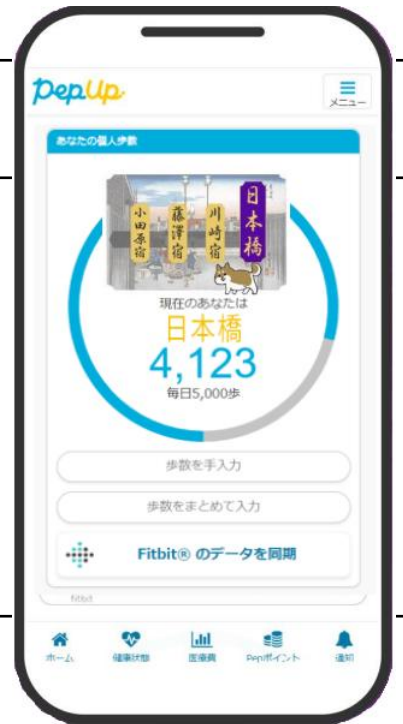 PepUp
メニュー
あなたの個人歩数
日本橋
川崎宿
藤澤宿
小田原宿
現在のあなたは
日本橋
4,123
毎日5,000歩
歩数を手入力
歩数をまとめて入力
Fitbit® のデータを同期
fitbit
ホーム
健康状態
医療費
Pepポイント
通知